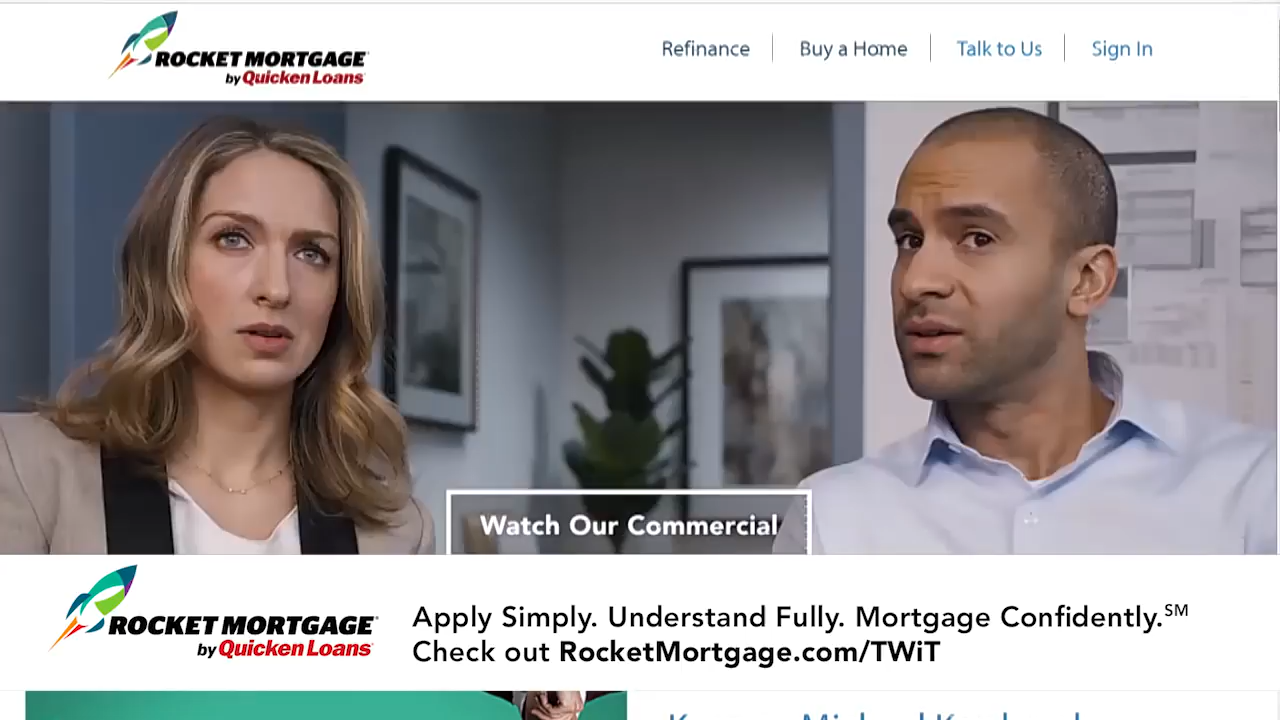 ROCKET MORTGAGE
by Quicken Loans
Refinance
Buy a Home
Talk to Us
Sign In
Watch Our Commercial
ROCKET MORTGAGE
by Quicken Loans
Apply Simply. Understand Fully. Mortgage Confidently.℠
Check out RocketMortgage.com/TWiT